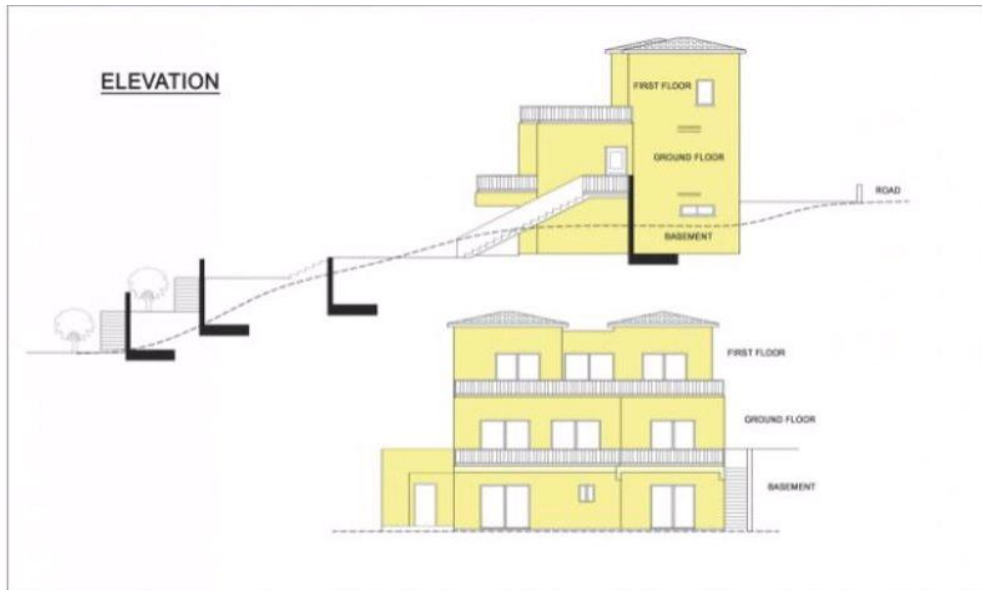 ELEVATION
FIRST FLOOR
GROUND FLOOR
ROAD
BASEMENT
FIRST FLOOR
GROUND FLOOR
BASEMENT